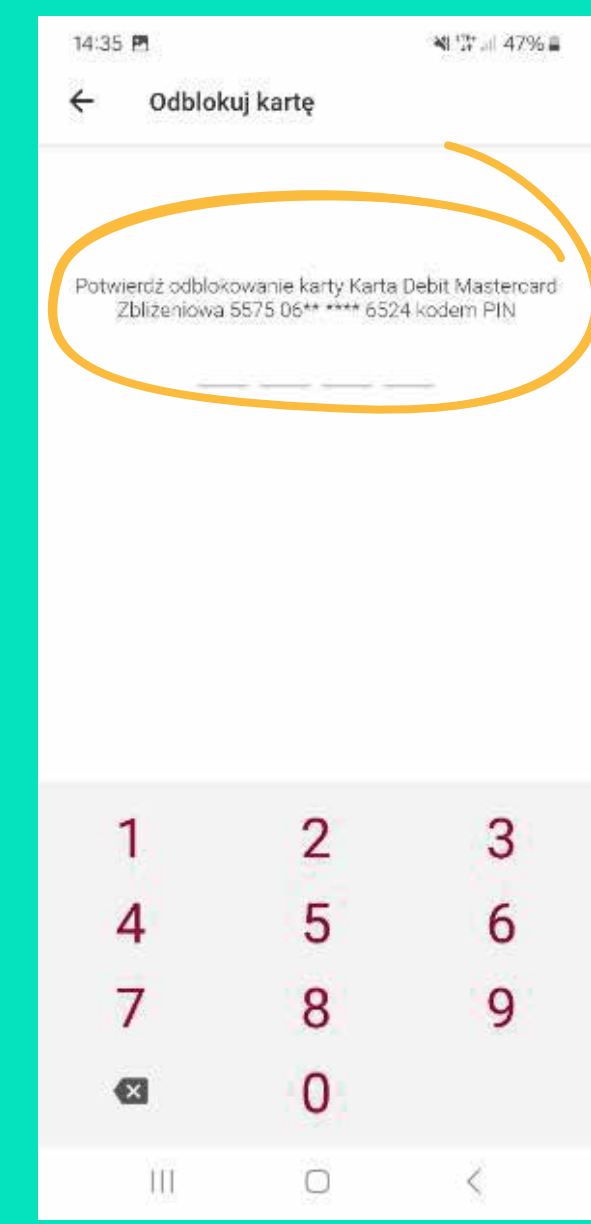 14:35 47%
Odblokuj kartę
Potwierdź odblokowanie karty Karta Debit Mastercard
Zbliżeniowa 5575 06** **** 6524 kodem PIN
1 2 3
4 5 6
7 8 9
0